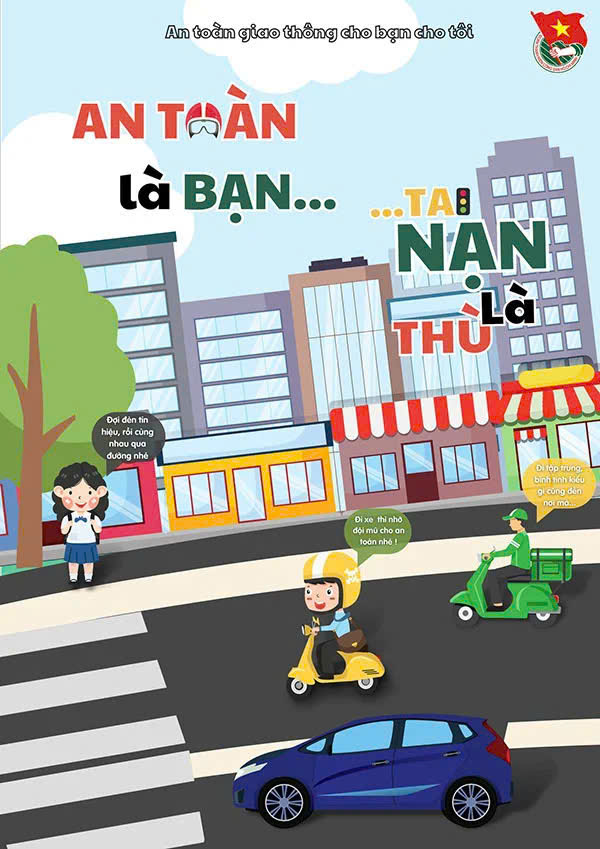 An toàn giao thông cho bạn cho tôi
AN TOÀN
là BẠN...
...TAI
NẠN
Là
THÙ
Đợi đèn tín
hiệu, rồi cùng
nhau qua
đường nhé
Đi tập trung,
bình tĩnh kiểu
gì cũng đến
nơi mà...
Đi xe thì nhớ
đội mũ cho an
toàn nhé !